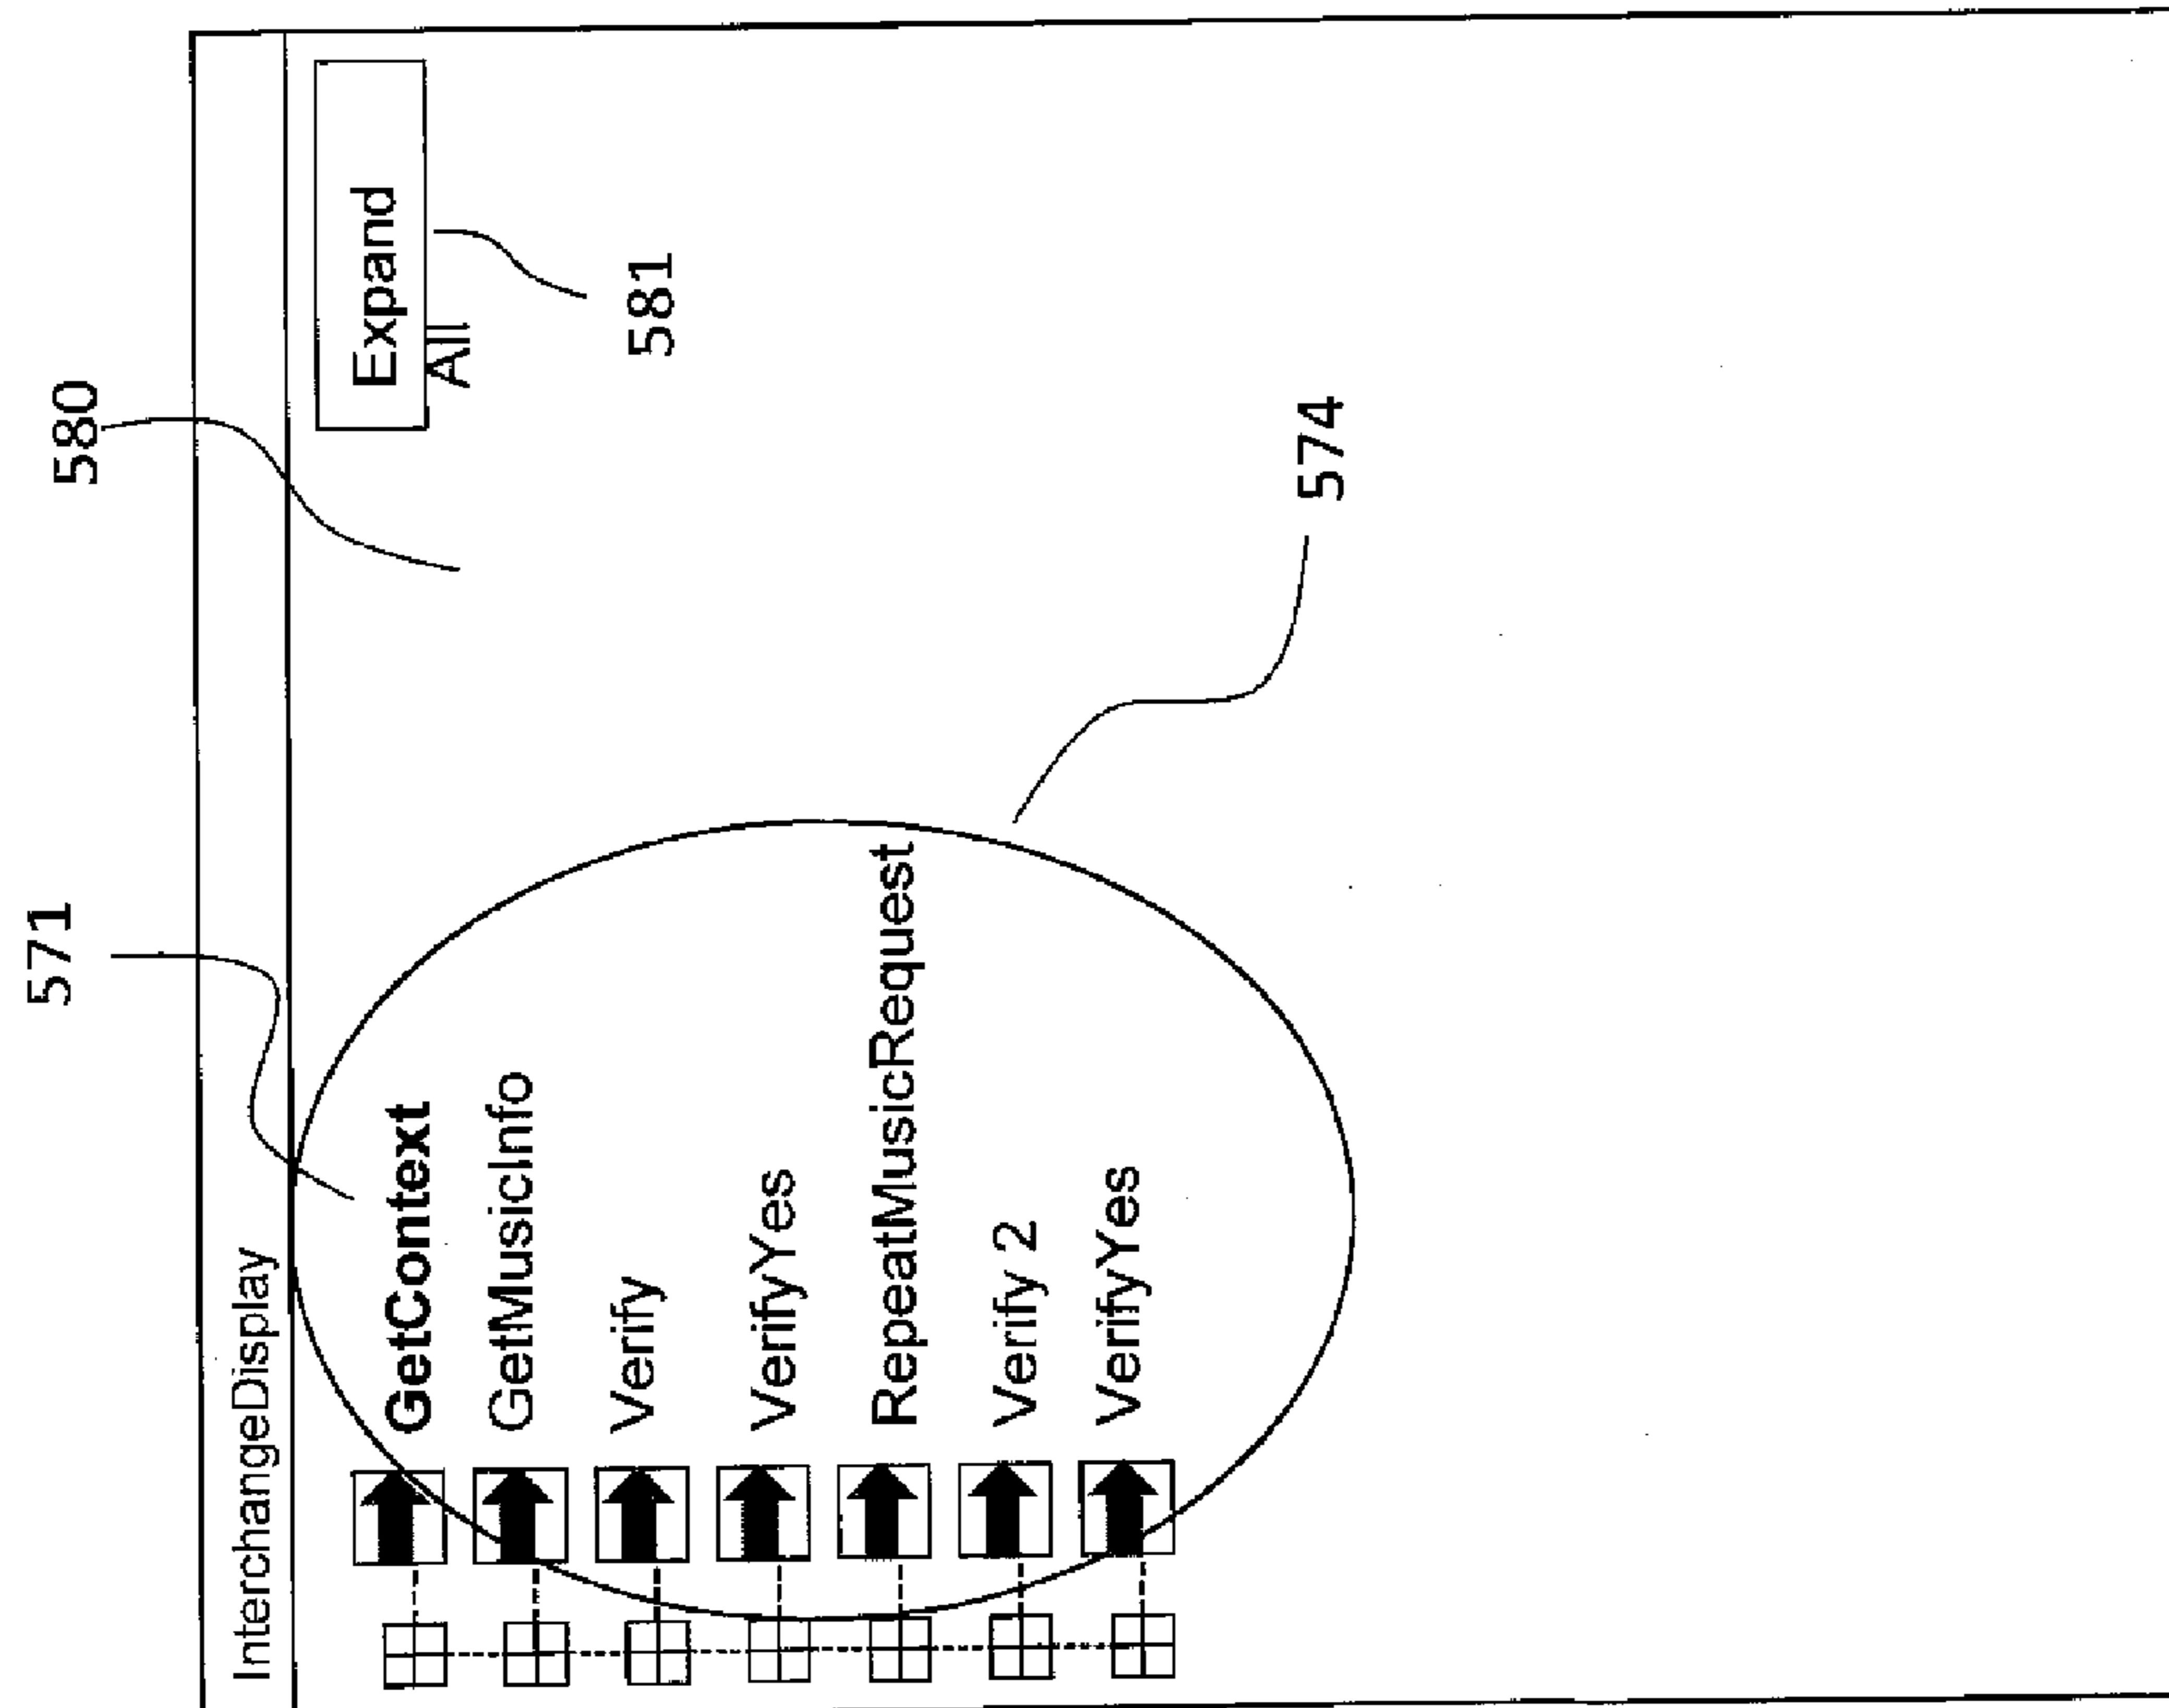 InterchangeDisplay
Expand
All
GetContext
GetMusicInfo
Verify
VerifyYes
RepeatMusicRequest
Verify 2
VerifyYes
571
580
581
574